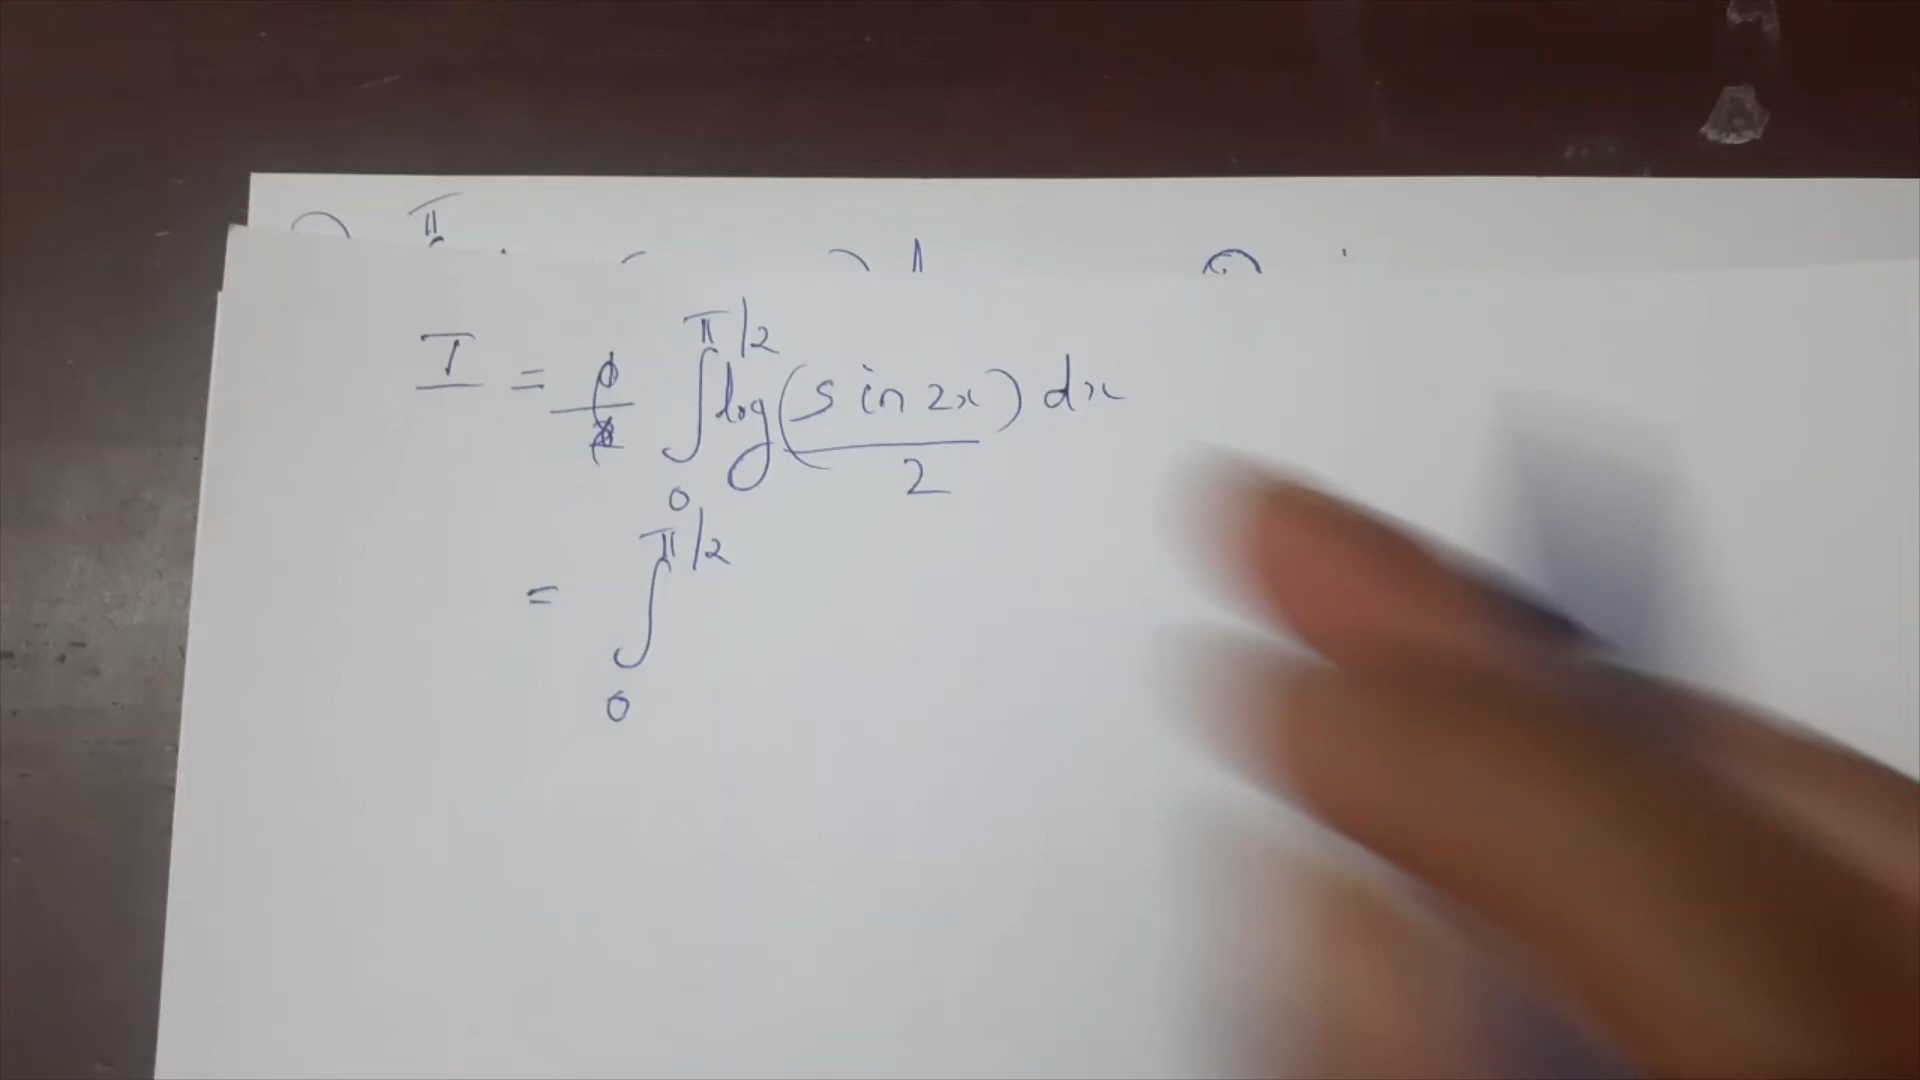 π
I = ∫₀^{π/2} log(sin 2x / 2) dx
= ∫₀^{π/2}